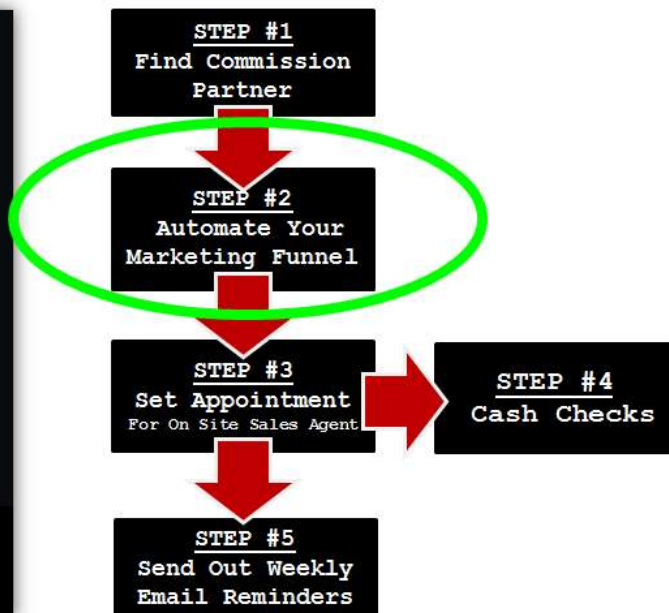 STEP #1
Find Commission
Partner
STEP #2
Automate Your
Marketing Funnel
STEP #3
Set Appointment
For On Site Sales Agent
STEP #4
Cash Checks
STEP #5
Send Out Weekly
Email Reminders